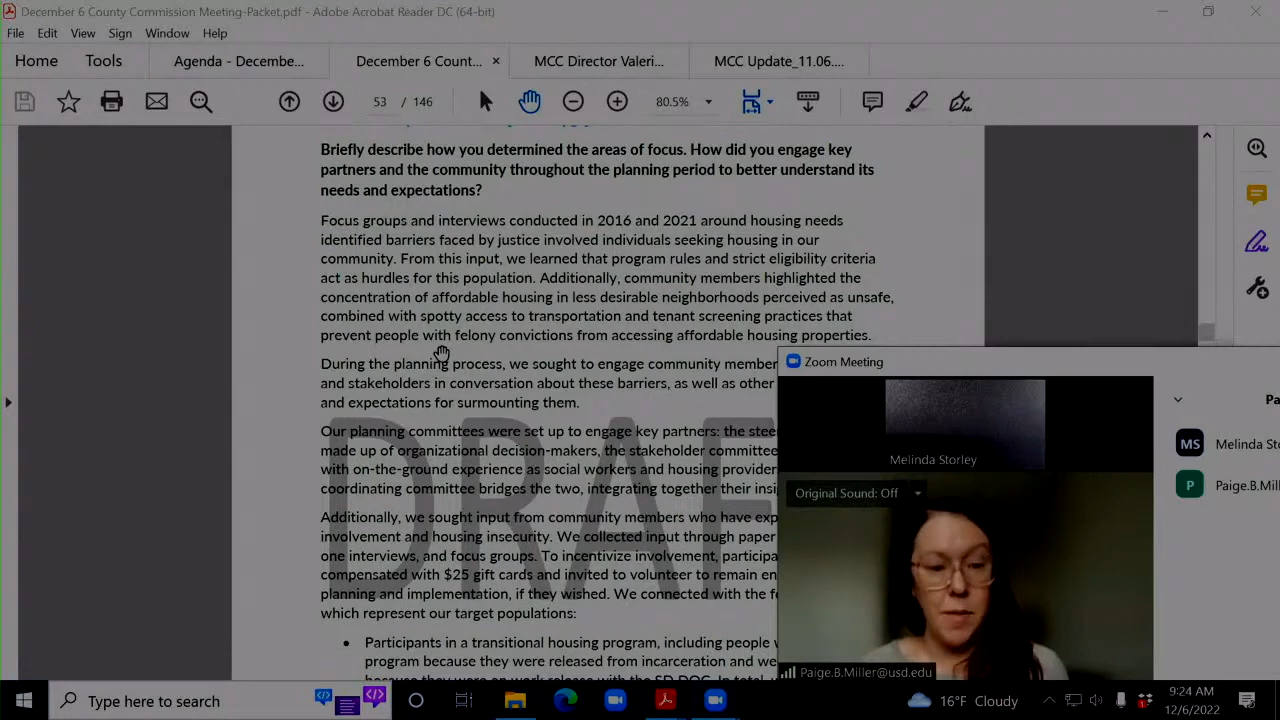 December 6 County Commission Meeting-Packet.pdf - Adobe Acrobat Reader DC (64-bit)
File Edit View Sign Window Help
Home Tools Agenda - Decembe... December 6 Count... × MCC Director Valeri... MCC Update_11.06....
53 / 146 80.5%
Briefly describe how you determined the areas of focus. How did you engage key
partners and the community throughout the planning period to better understand its
needs and expectations?
Focus groups and interviews conducted in 2016 and 2021 around housing needs
identified barriers faced by justice involved individuals seeking housing in our
community. From this input, we learned that program rules and strict eligibility criteria
act as hurdles for this population. Additionally, community members highlighted the
concentration of affordable housing in less desirable neighborhoods perceived as unsafe,
combined with spotty access to transportation and tenant screening practices that
prevent people with felony convictions from accessing affordable housing properties.
During the planning process, we sought to engage community member
and stakeholders in conversation about these barriers, as well as other
and expectations for surmounting them.
Our planning committees were set up to engage key partners: the stee
made up of organizational decision-makers, the stakeholder committee
with on-the-ground experience as social workers and housing provider
coordinating committee bridges the two, integrating together their insi
Additionally, we sought input from community members who have exp
involvement and housing insecurity. We collected input through paper
one interviews, and focus groups. To incentivize involvement, participa
compensated with $25 gift cards and invited to volunteer to remain en
planning and implementation, if they wished. We connected with the f
which represent our target populations:
• Participants in a transitional housing program, including people w
program because they were released from incarceration and we
because they were on work release with the SD DOC. In total,
DRAF
Zoom Meeting
Melinda Storley
Original Sound: Off
Paige.B.Miller@usd.edu
Pa
MS Melinda Sto
P Paige.B.Mill
Type here to search
16°F Cloudy
9:24 AM
12/6/2022